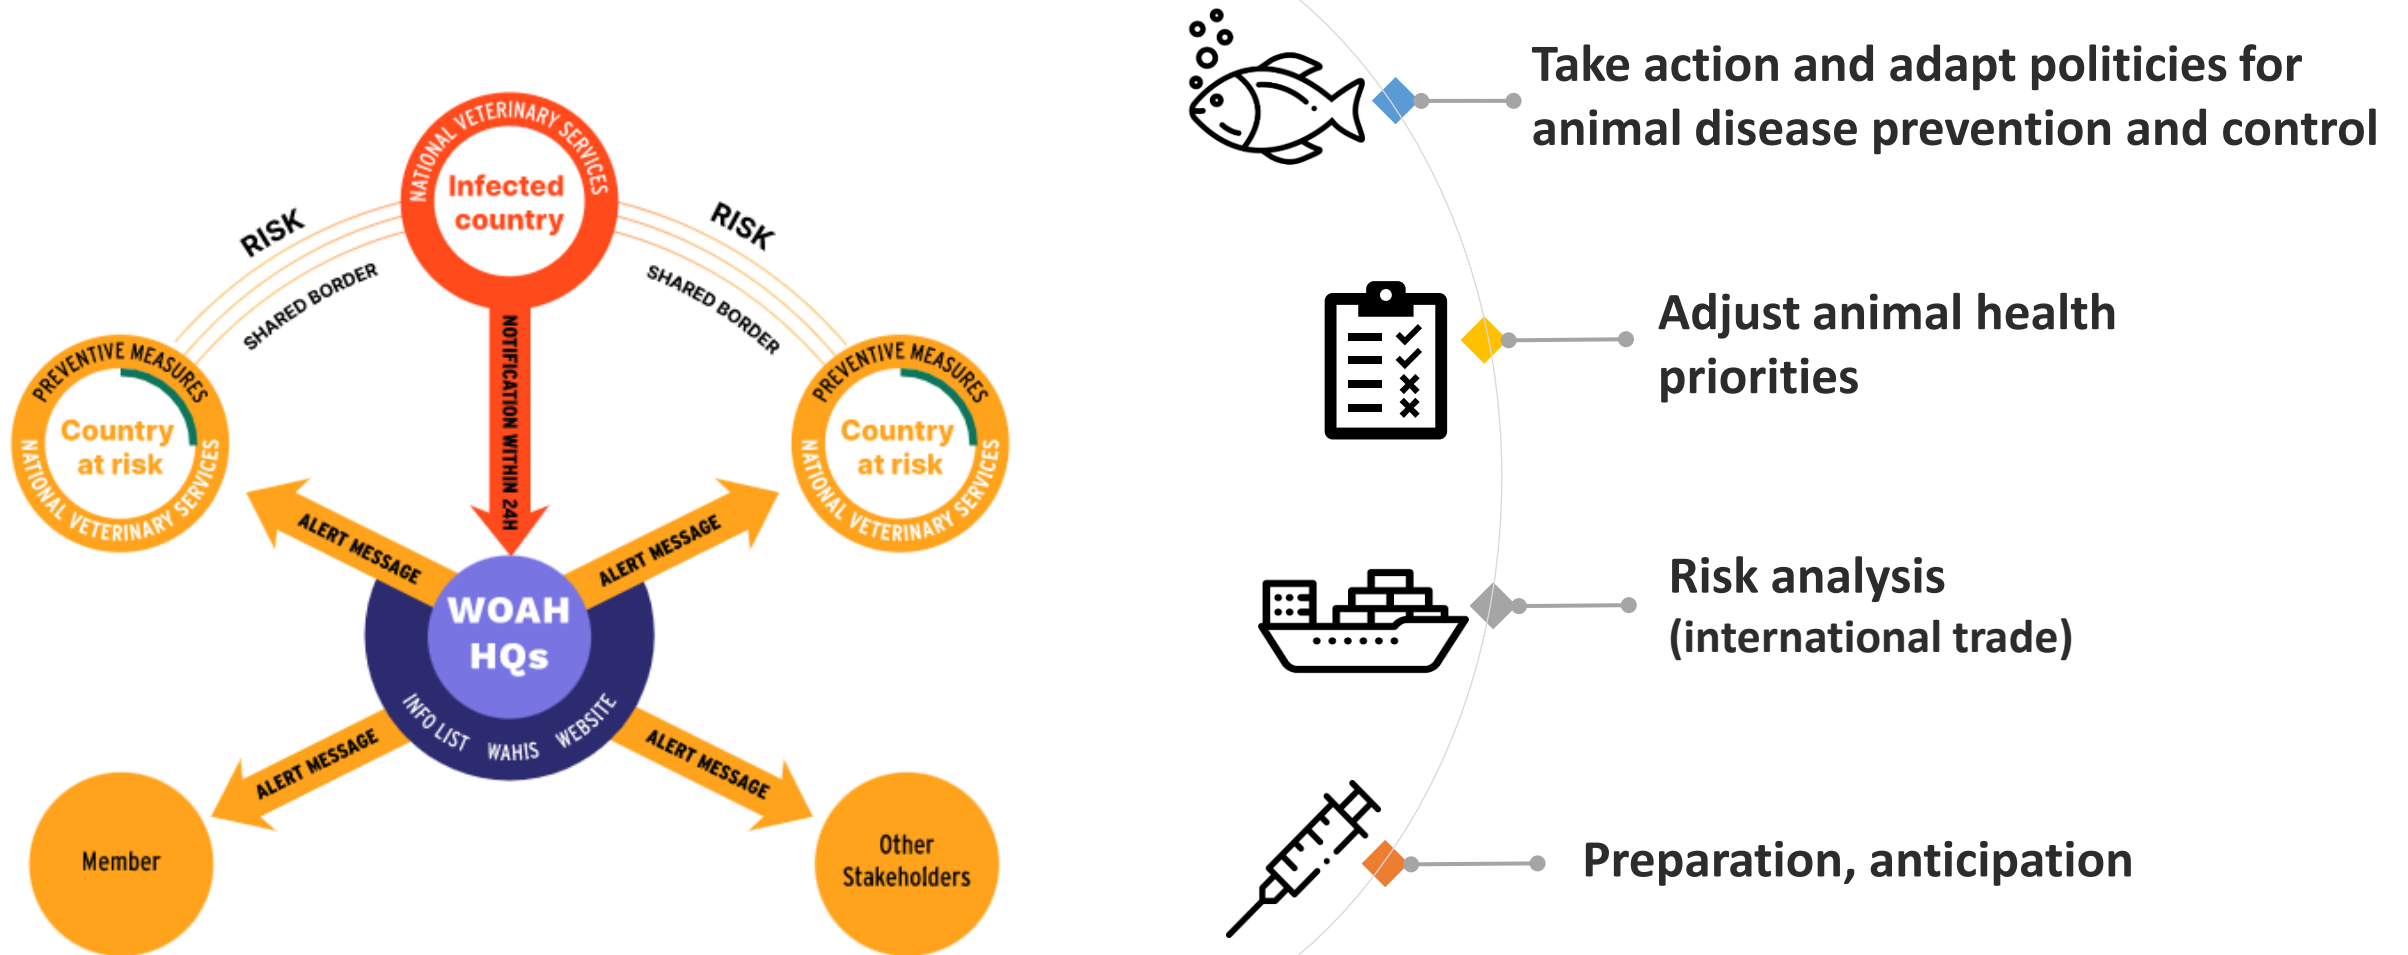 NATIONAL VETERINARY SERVICES
Infected
country
RISK
SHARED BORDER
RISK
SHARED BORDER
NOTIFICATION WITHIN 24H
PREVENTIVE MEASURES
Country
at risk
NATIONAL VETERINARY SERVICES
PREVENTIVE MEASURES
Country
at risk
NATIONAL VETERINARY SERVICES
ALERT MESSAGE
ALERT MESSAGE
WOAH
HQs
INFO LIST
WAHIS
WEBSITE
ALERT MESSAGE
ALERT MESSAGE
Member
Other
Stakeholders
Take action and adapt politicies for
animal disease prevention and control
Adjust animal health
priorities
Risk analysis
(international trade)
Preparation, anticipation